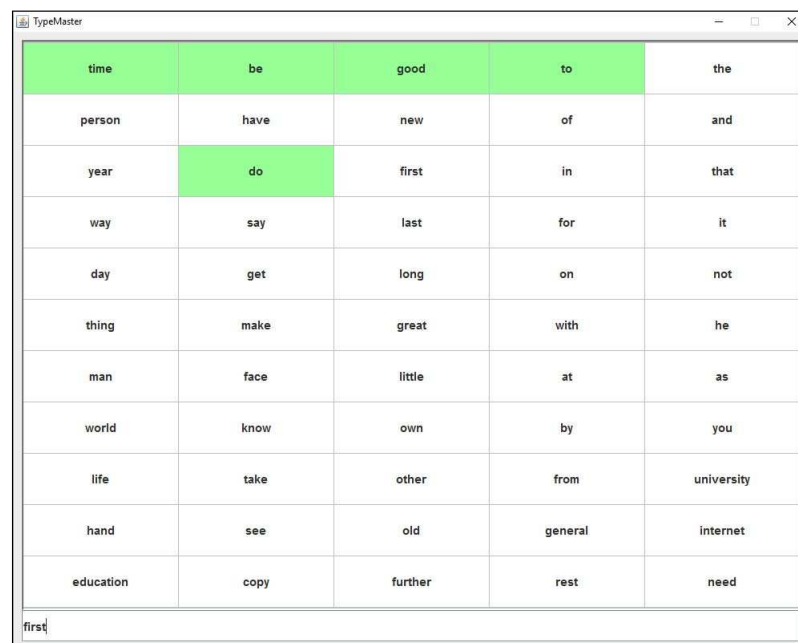 TypeMaster
time be good to the
person have new of and
year do first in that
way say last for it
day get long on not
thing make great with he
man face little at as
world know own by you
life take other from university
hand see old general internet
education copy further rest need
first